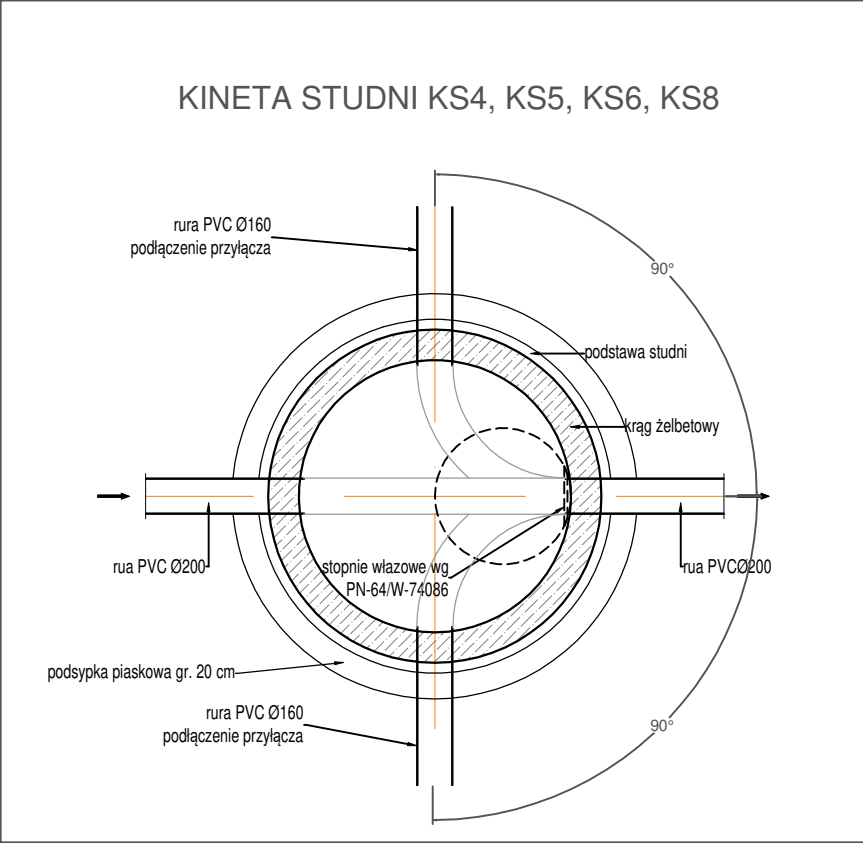 KINETA STUDNI KS4, KS5, KS6, KS8
rura PVC Ø160
podłączenie przyłącza
90°
podstawa studni
krąg żelbetowy
rua PVC Ø200
stopnie włazowe wg
PN-64/W-74086
rua PVCØ200
podsypka piaskowa gr. 20 cm
rura PVC Ø160
podłączenie przyłącza
90°